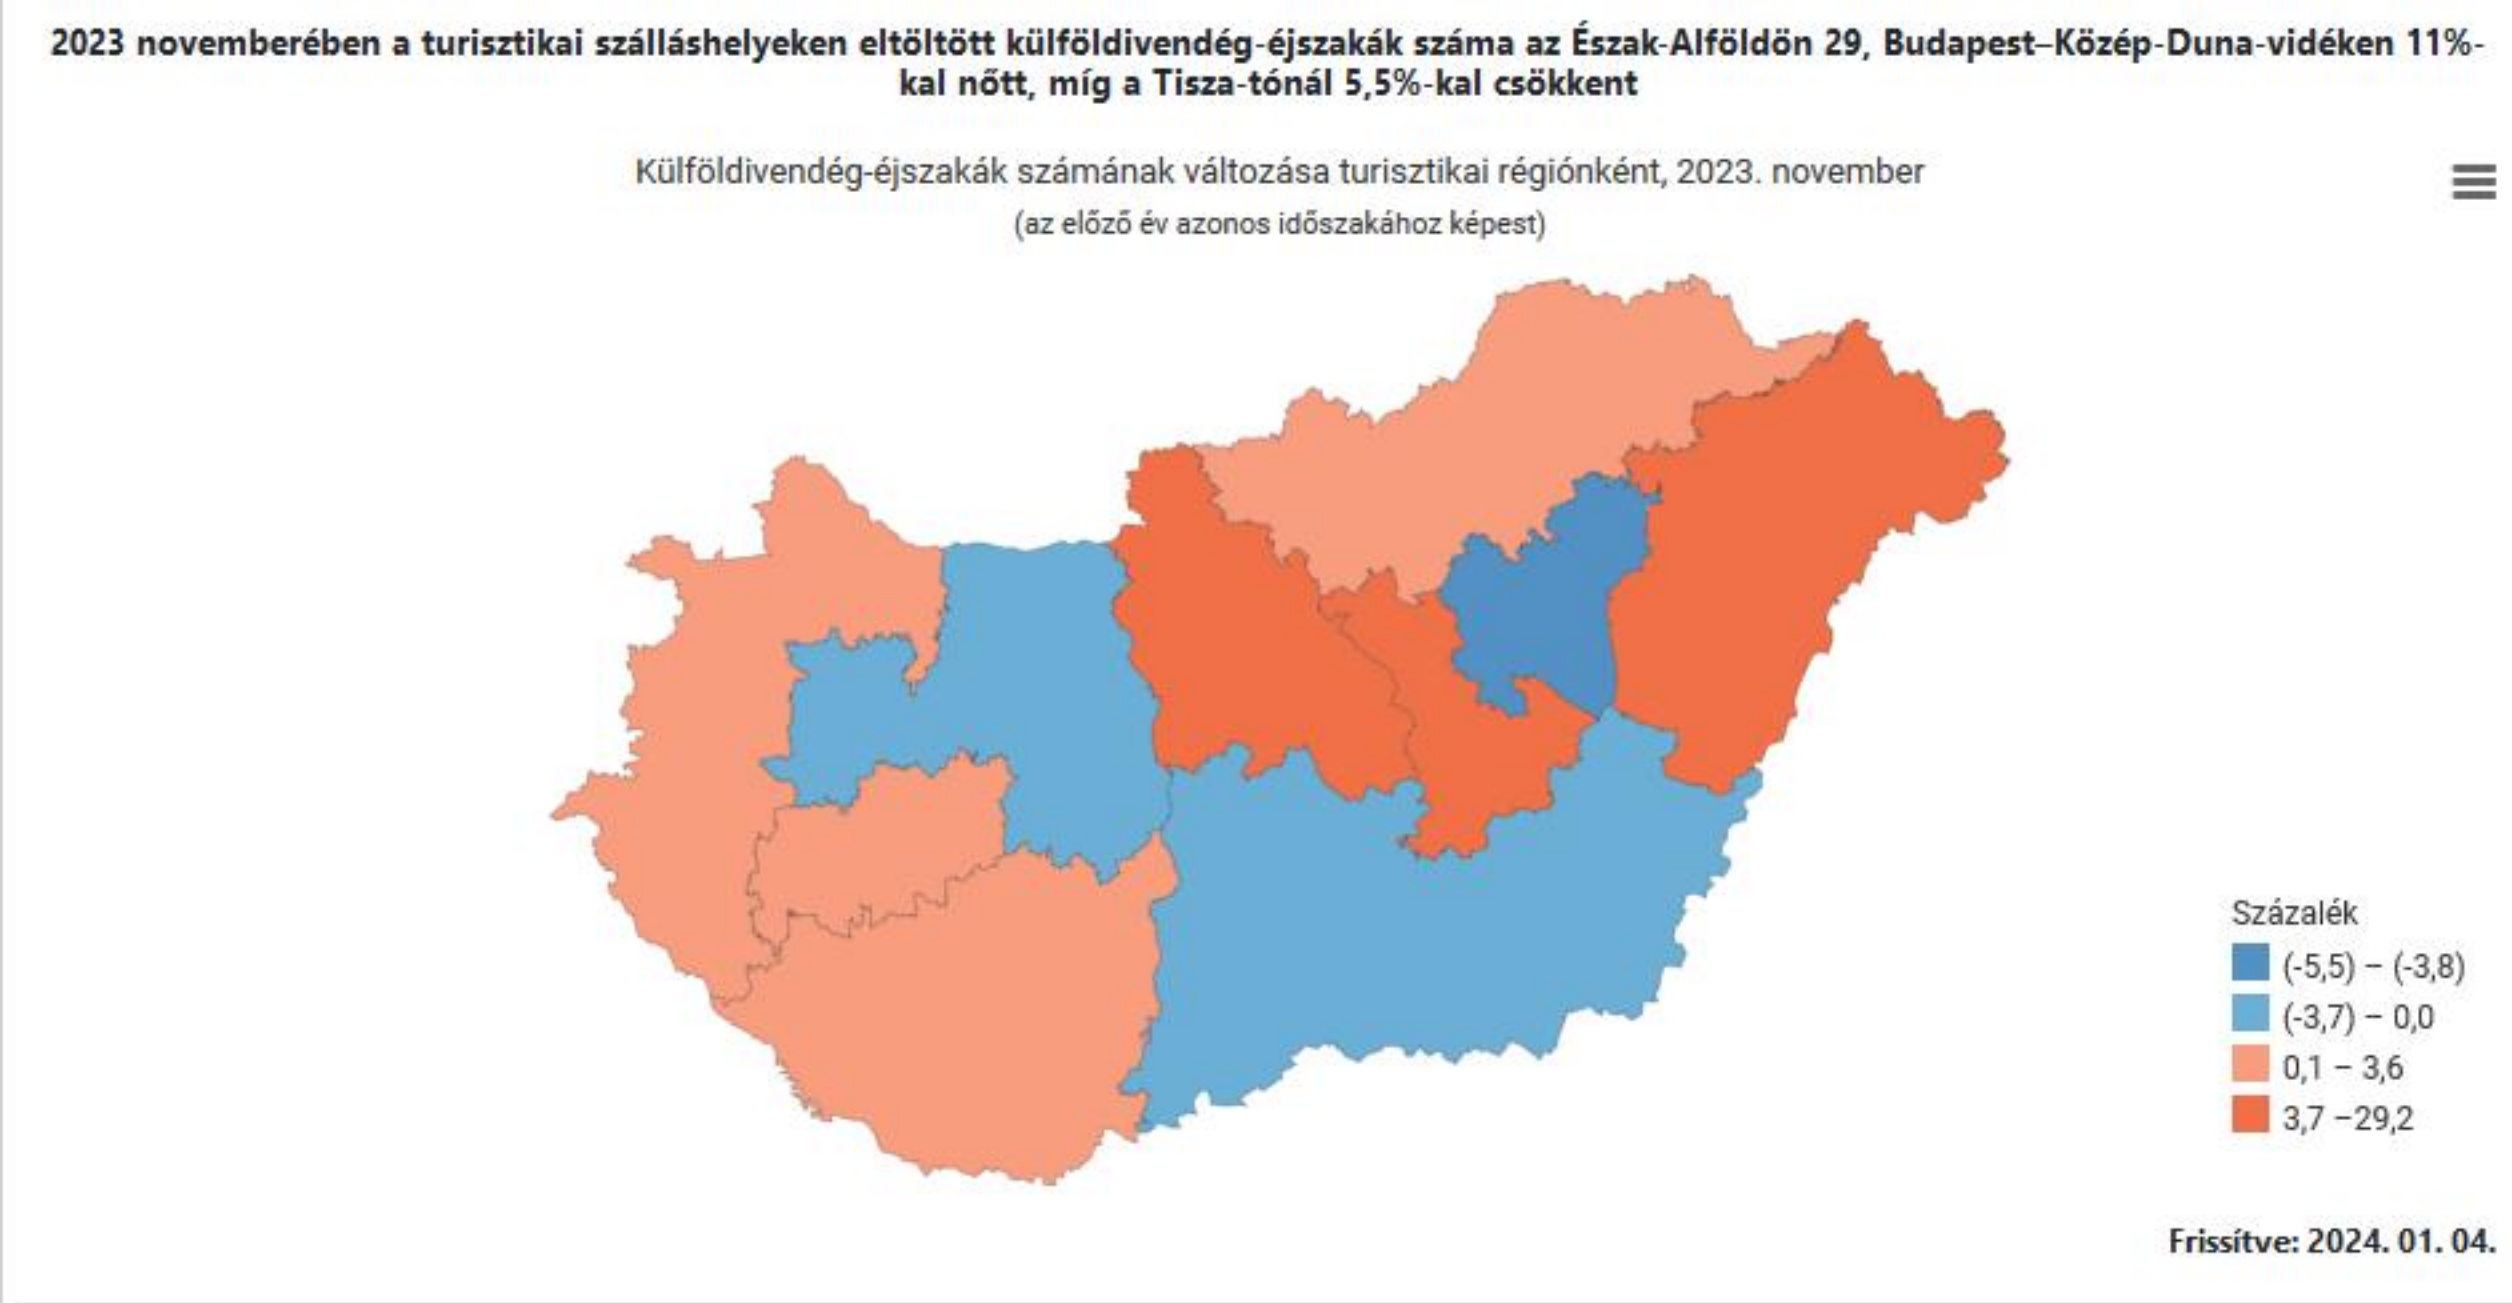 2023 novemberében a turisztikai szálláshelyeken eltöltött külföldivendég-éjszakák száma az Észak-Alföldön 29, Budapest–Közép-Duna-vidéken 11%-
kal nőtt, míg a Tisza-tónál 5,5%-kal csökkent
Külföldivendég-éjszakák számának változása turisztikai régiónként, 2023. november
(az előző év azonos időszakához képest)
Százalék
(-5,5) – (-3,8)
(-3,7) – 0,0
0,1 – 3,6
3,7 –29,2
Frissítve: 2024. 01. 04.